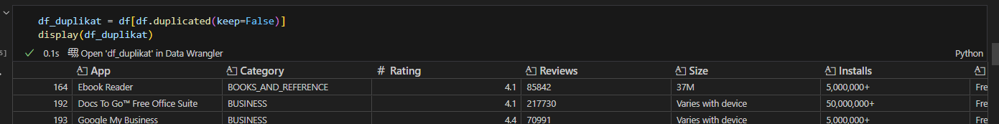 df_duplikat = df[df.duplicated(keep=False)]
display(df_duplikat)
0.1s Open 'df_duplikat' in Data Wrangler Python
App Category # Rating Reviews Size Installs
164 Ebook Reader BOOKS_AND_REFERENCE 4.1 85842 37M 5,000,000+ Fre
192 Docs To Go™ Free Office Suite BUSINESS 4.1 217730 Varies with device 50,000,000+ Fre
193 Google My Business BUSINESS 4.4 70991 Varies with device 5,000,000+ Fre